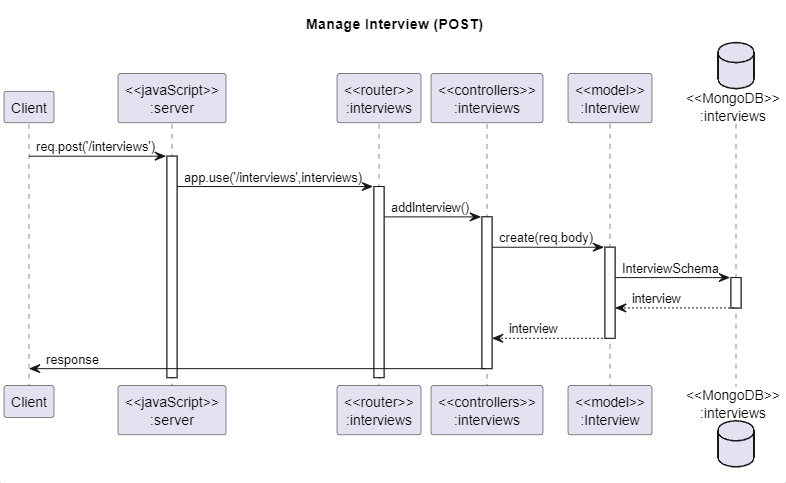 Manage Interview (POST)
Client
<<javaScript>>
:server
<<router>>
:interviews
<<controllers>>
:interviews
<<model>>
:Interview
<<MongoDB>>
:interviews
req.post('/interviews')
app.use('/interviews',interviews)
addInterview()
create(req.body)
InterviewSchema
interview
interview
response
Client
<<javaScript>>
:server
<<router>>
:interviews
<<controllers>>
:interviews
<<model>>
:Interview
<<MongoDB>>
:interviews